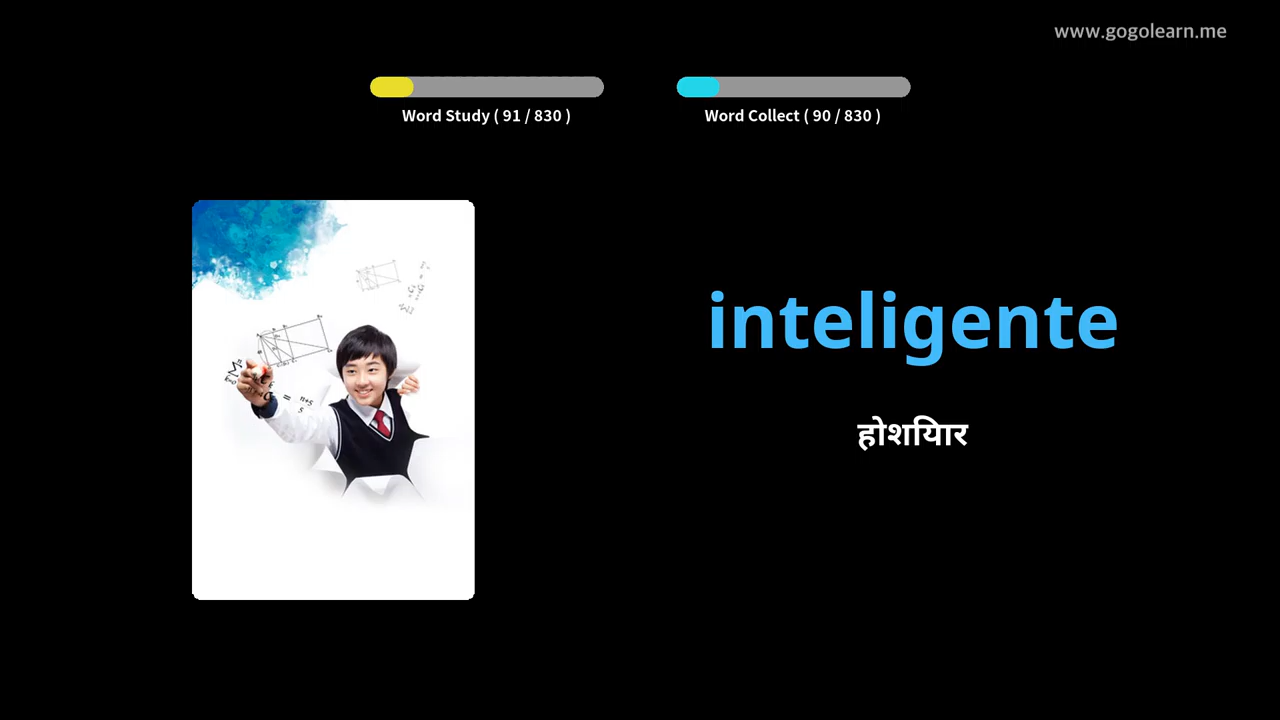 www.gogolearn.me
Word Study ( 91 / 830 )
Word Collect ( 90 / 830 )
inteligente
होशियार